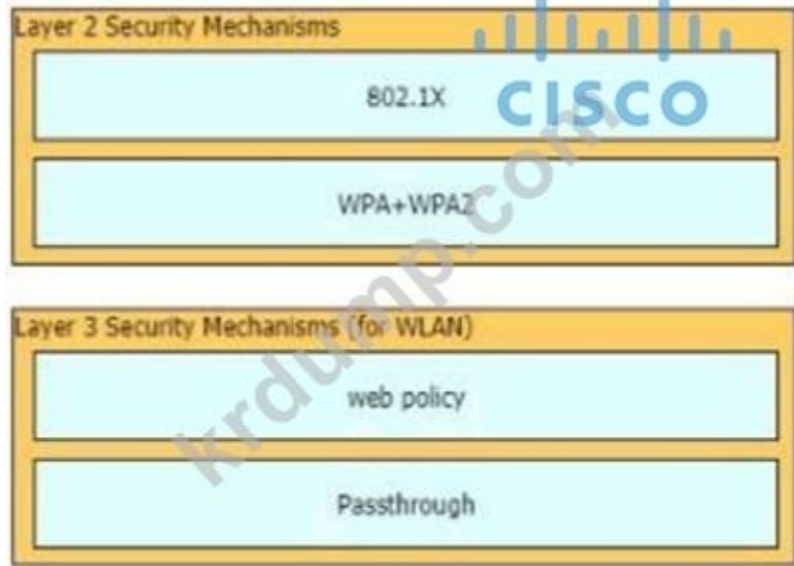 Layer 2 Security Mechanisms
CISCO
802.1X
WPA+WPA2
Layer 3 Security Mechanisms (for WLAN)
web policy
Passthrough
krdump.com